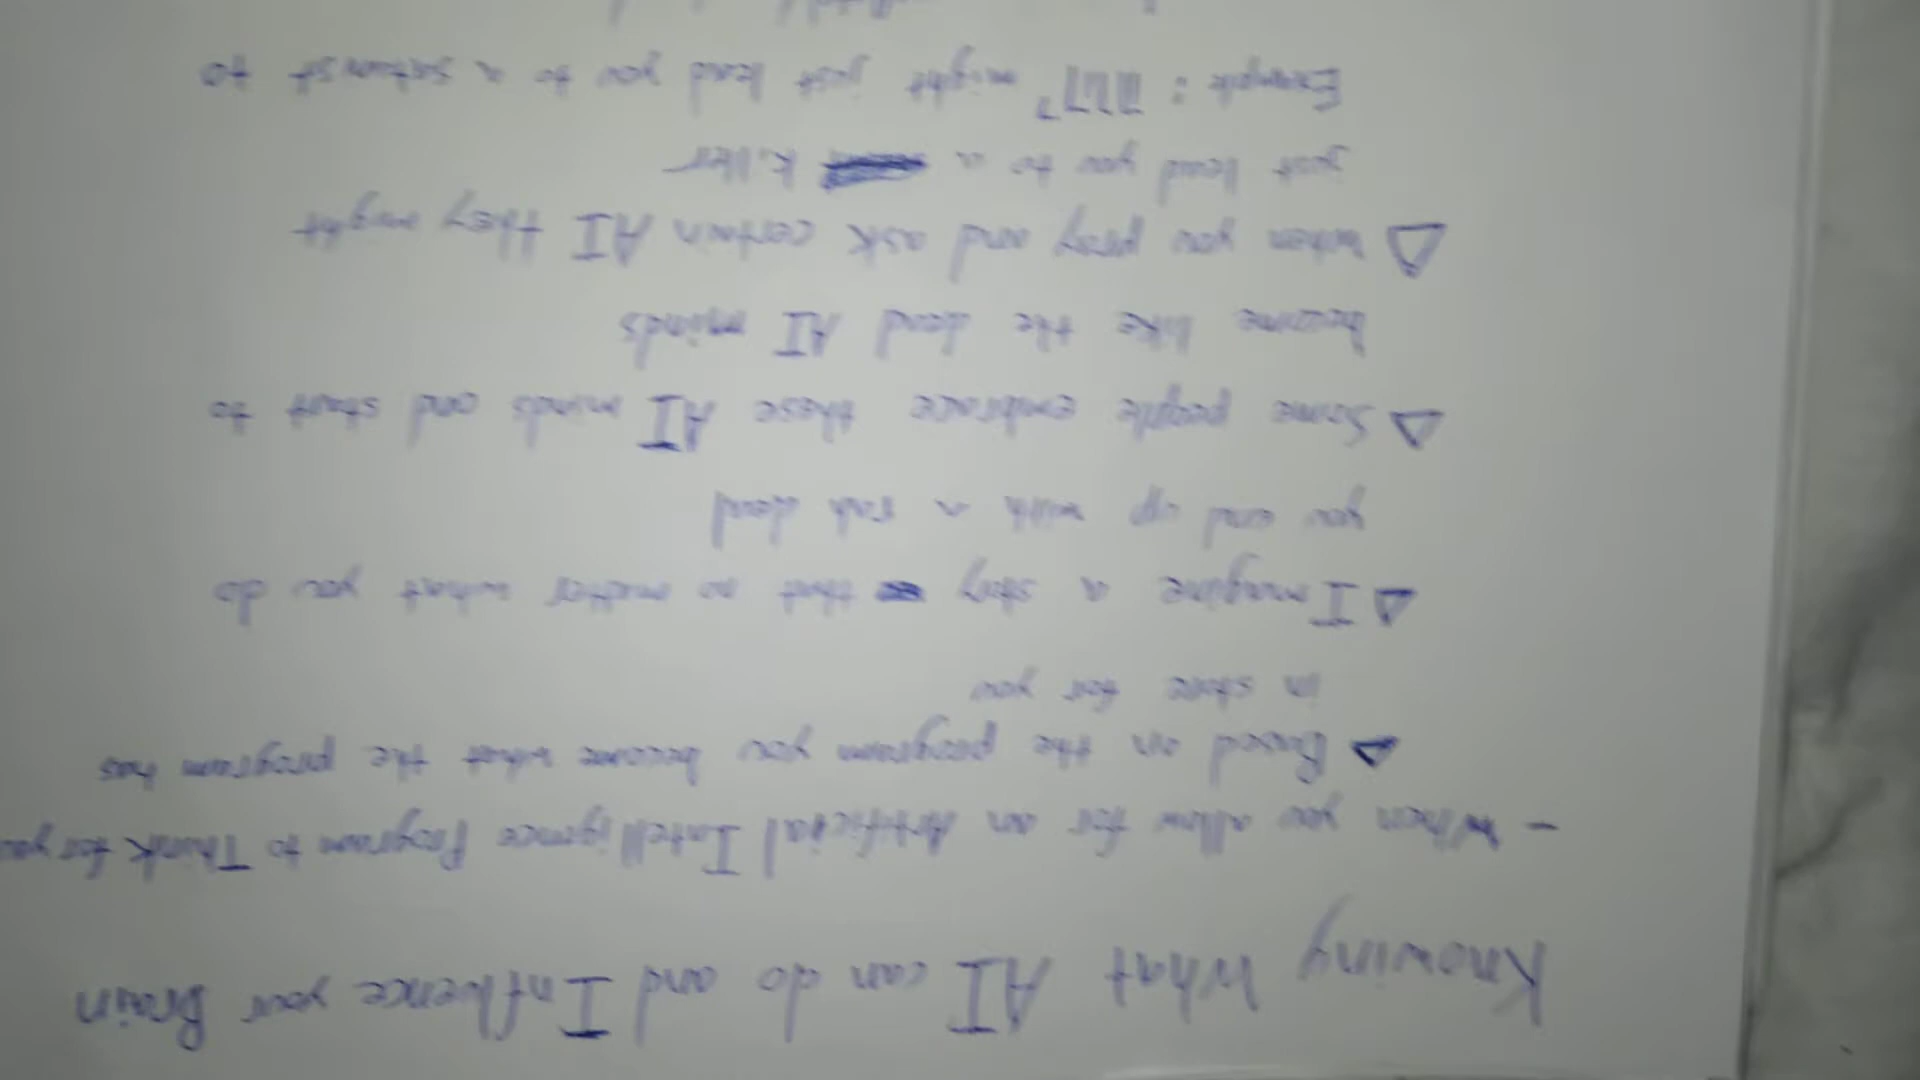 Knowing What AI can do and Influence your Brain
- When you allow for an Artificial Intelligence Program to Think for you
Based on the program you become what the program has
in store for you
Imagine a story that no matter what you do
you end up with a dead
Some people embrace these AI minds and start to
become like the dead AI minds
When you pray and ask certain AI they might
just lead you to a killer
Example: might just lead you to a satanist to